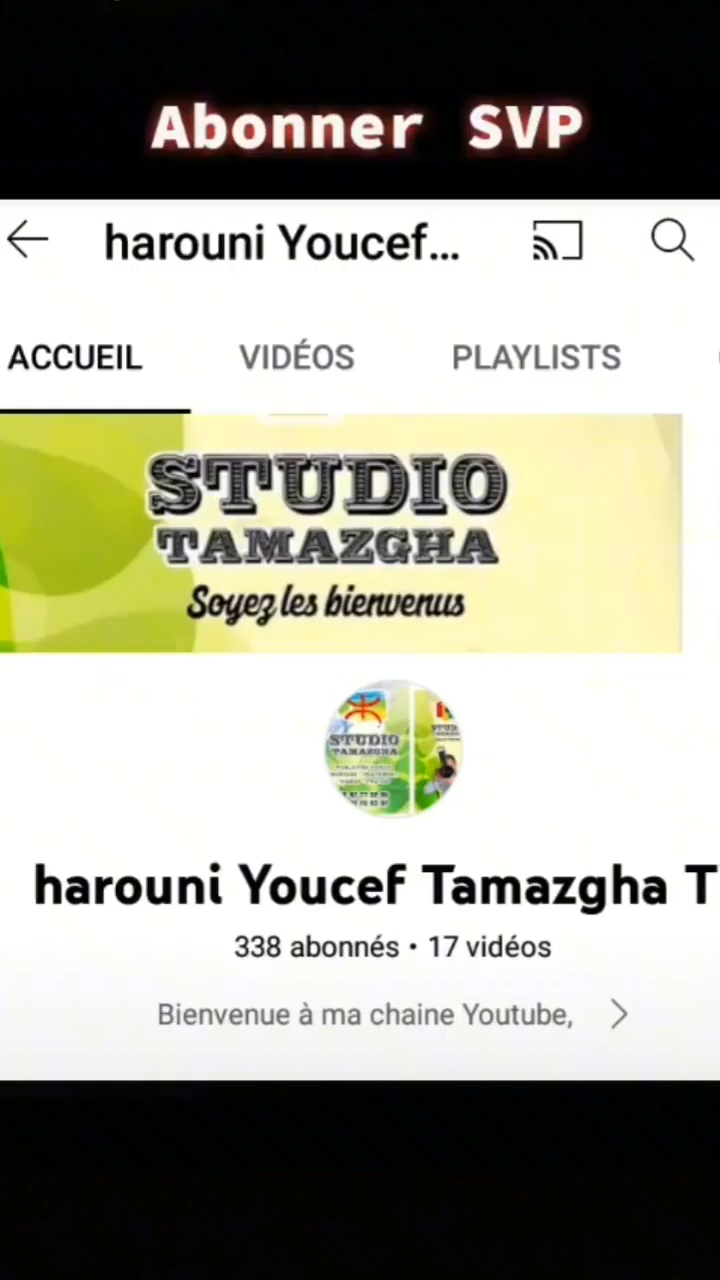 Abonner SVP
harouni Youcef...
ACCUEIL VIDÉOS PLAYLISTS
STUDIO
TAMAZGHA
Soyez les bienvenus
STUDIO
TAMAZGHA
harouni Youcef Tamazgha T
338 abonnés • 17 vidéos
Bienvenue à ma chaine Youtube,